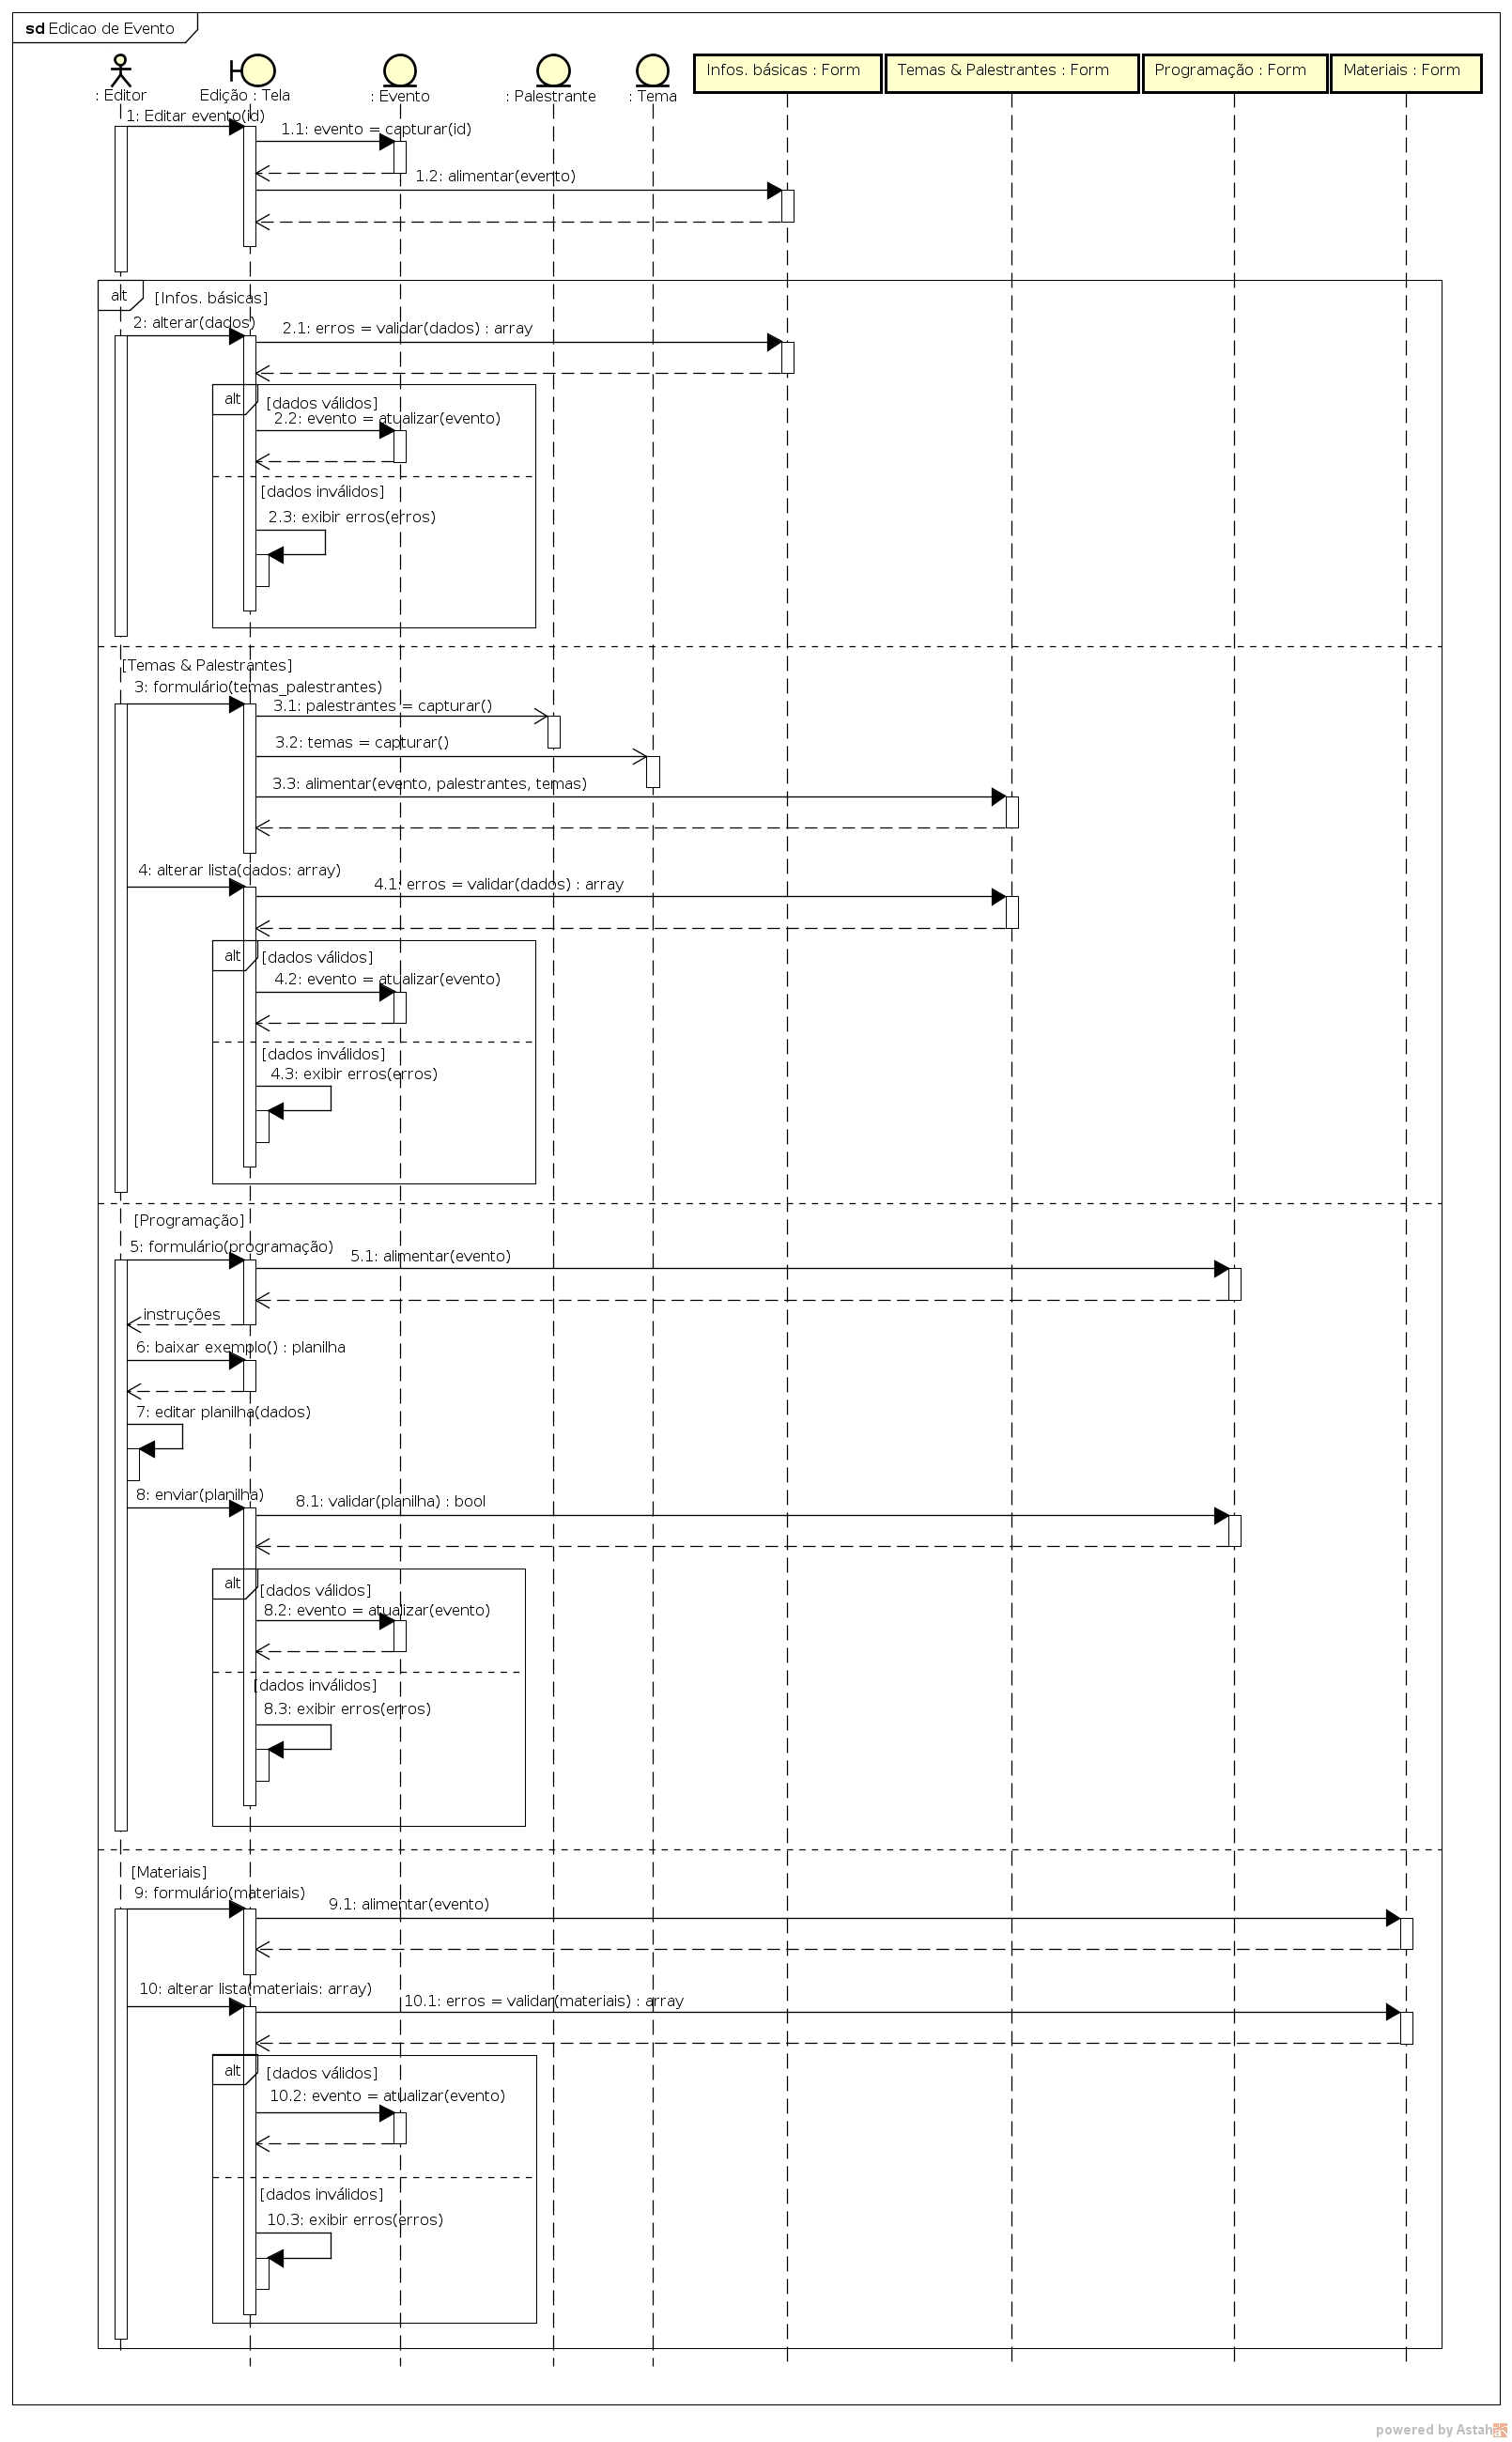 sd Edicao de Evento
: Editor
Edição : Tela
: Evento
: Palestrante
: Tema
Infos. básicas : Form
Temas & Palestrantes : Form
Programação : Form
Materiais : Form
1: Editar evento(id)
1.1: evento = capturar(id)
1.2: alimentar(evento)
alt
[Infos. básicas]
2: alterar(dados)
2.1: erros = validar(dados) : array
alt
[dados válidos]
2.2: evento = atualizar(evento)
[dados inválidos]
2.3: exibir erros(erros)
[Temas & Palestrantes]
3: formulário(temas_palestrantes)
3.1: palestrantes = capturar()
3.2: temas = capturar()
3.3: alimentar(evento, palestrantes, temas)
4: alterar lista(dados: array)
4.1: erros = validar(dados) : array
alt
[dados válidos]
4.2: evento = atualizar(evento)
[dados inválidos]
4.3: exibir erros(erros)
[Programação]
5: formulário(programação)
5.1: alimentar(evento)
instruções
6: baixar exemplo() : planilha
7: editar planilha(dados)
8: enviar(planilha)
8.1: validar(planilha) : bool
alt
[dados válidos]
8.2: evento = atualizar(evento)
[dados inválidos]
8.3: exibir erros(erros)
[Materiais]
9: formulário(materiais)
9.1: alimentar(evento)
10: alterar lista(materiais: array)
10.1: erros = validar(materiais) : array
alt
[dados válidos]
10.2: evento = atualizar(evento)
[dados inválidos]
10.3: exibir erros(erros)
powered by Astah